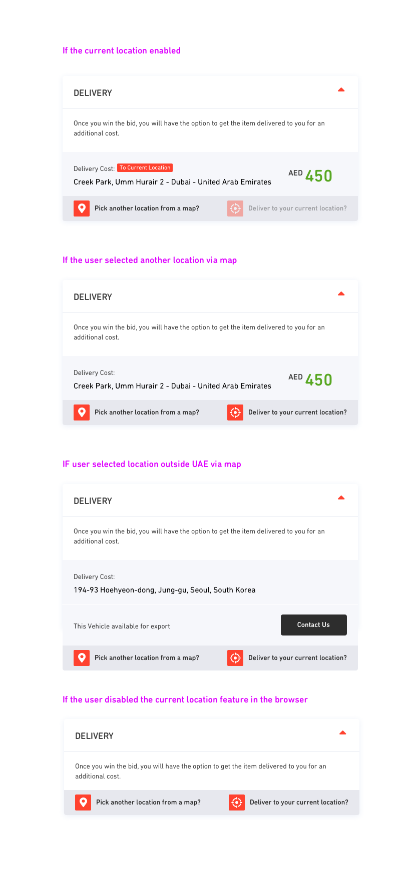 If the current location enabled
DELIVERY
Once you win the bid, you will have the option to get the item delivered to you for an
additional cost.
Delivery Cost: To Current Location
Creek Park, Umm Hurair 2 - Dubai - United Arab Emirates
AED 450
Pick another location from a map? Deliver to your current location?
If the user selected another location via map
DELIVERY
Once you win the bid, you will have the option to get the item delivered to you for an
additional cost.
Delivery Cost:
Creek Park, Umm Hurair 2 - Dubai - United Arab Emirates
AED 450
Pick another location from a map? Deliver to your current location?
IF user selected location outside UAE via map
DELIVERY
Once you win the bid, you will have the option to get the item delivered to you for an
additional cost.
Delivery Cost:
194-93 Hoehyeon-dong, Jung-gu, Seoul, South Korea
This Vehicle available for export Contact Us
Pick another location from a map? Deliver to your current location?
If the user disabled the current location feature in the browser
DELIVERY
Once you win the bid, you will have the option to get the item delivered to you for an
additional cost.
Pick another location from a map? Deliver to your current location?